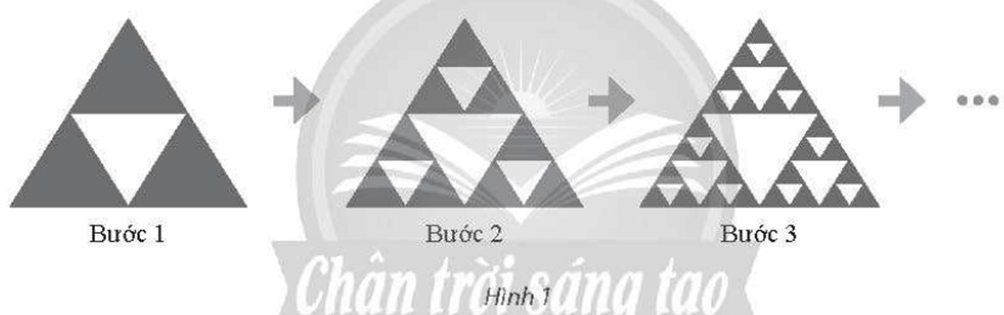 Bước 1
Bước 2
Bước 3
Hình 1
Chân trời sáng tạo